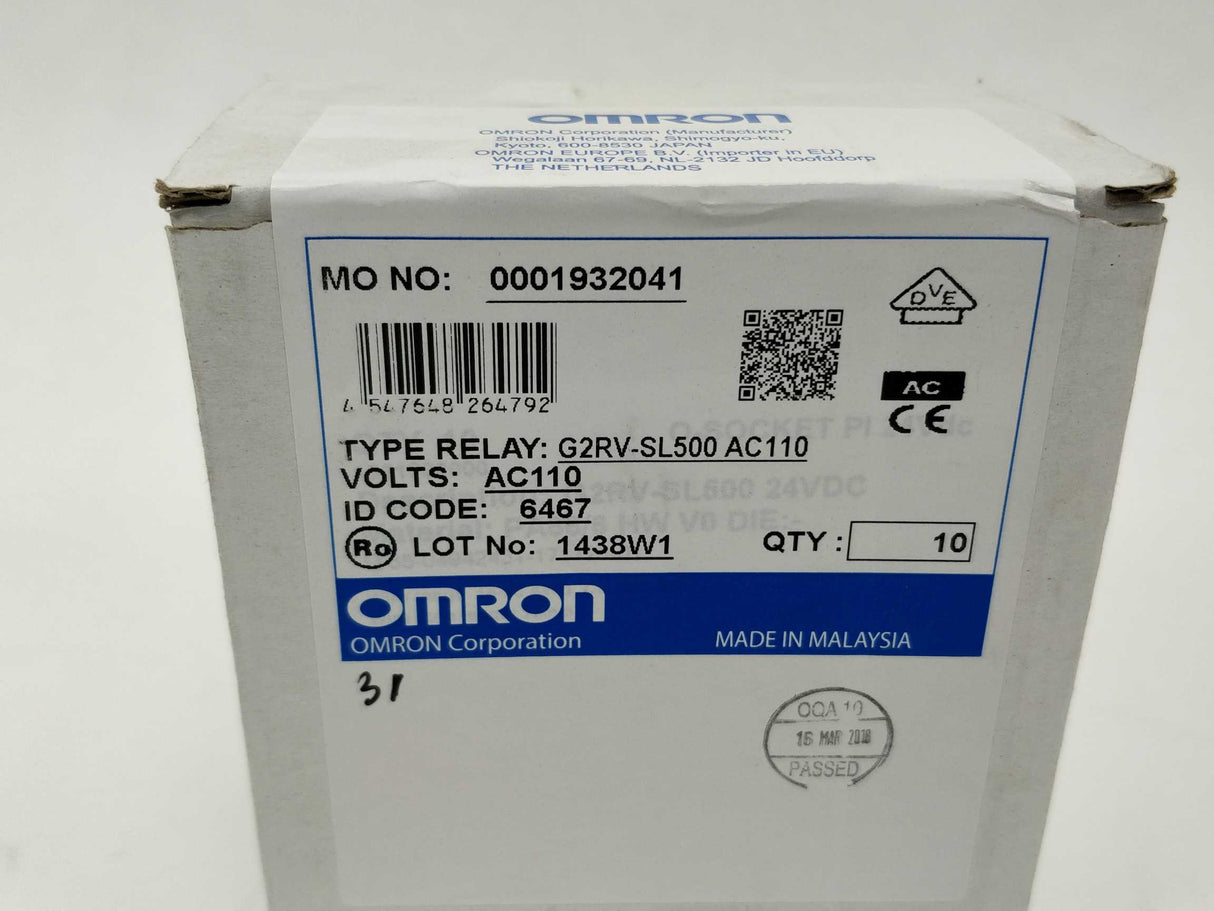 OMRON
OMRON Corporation (Manufacturer)
Shiokoji Horikawa, Shimogyo-ku,
Kyoto, 600-8530 JAPAN
OMRON EUROPE B.V. (Importer in EU)
Wegalaan 67-69, NL-2132 JD Hoofddorp
THE NETHERLANDS
MO NO: 0001932041
DVE
4 547648 264792
AC
CE
TYPE RELAY: G2RV-SL500 AC110
VOLTS: AC110
ID CODE: 6467
Ro LOT No: 1438W1 QTY : 10
OMRON
OMRON Corporation MADE IN MALAYSIA
31
OQA 10
MAR
PASSED